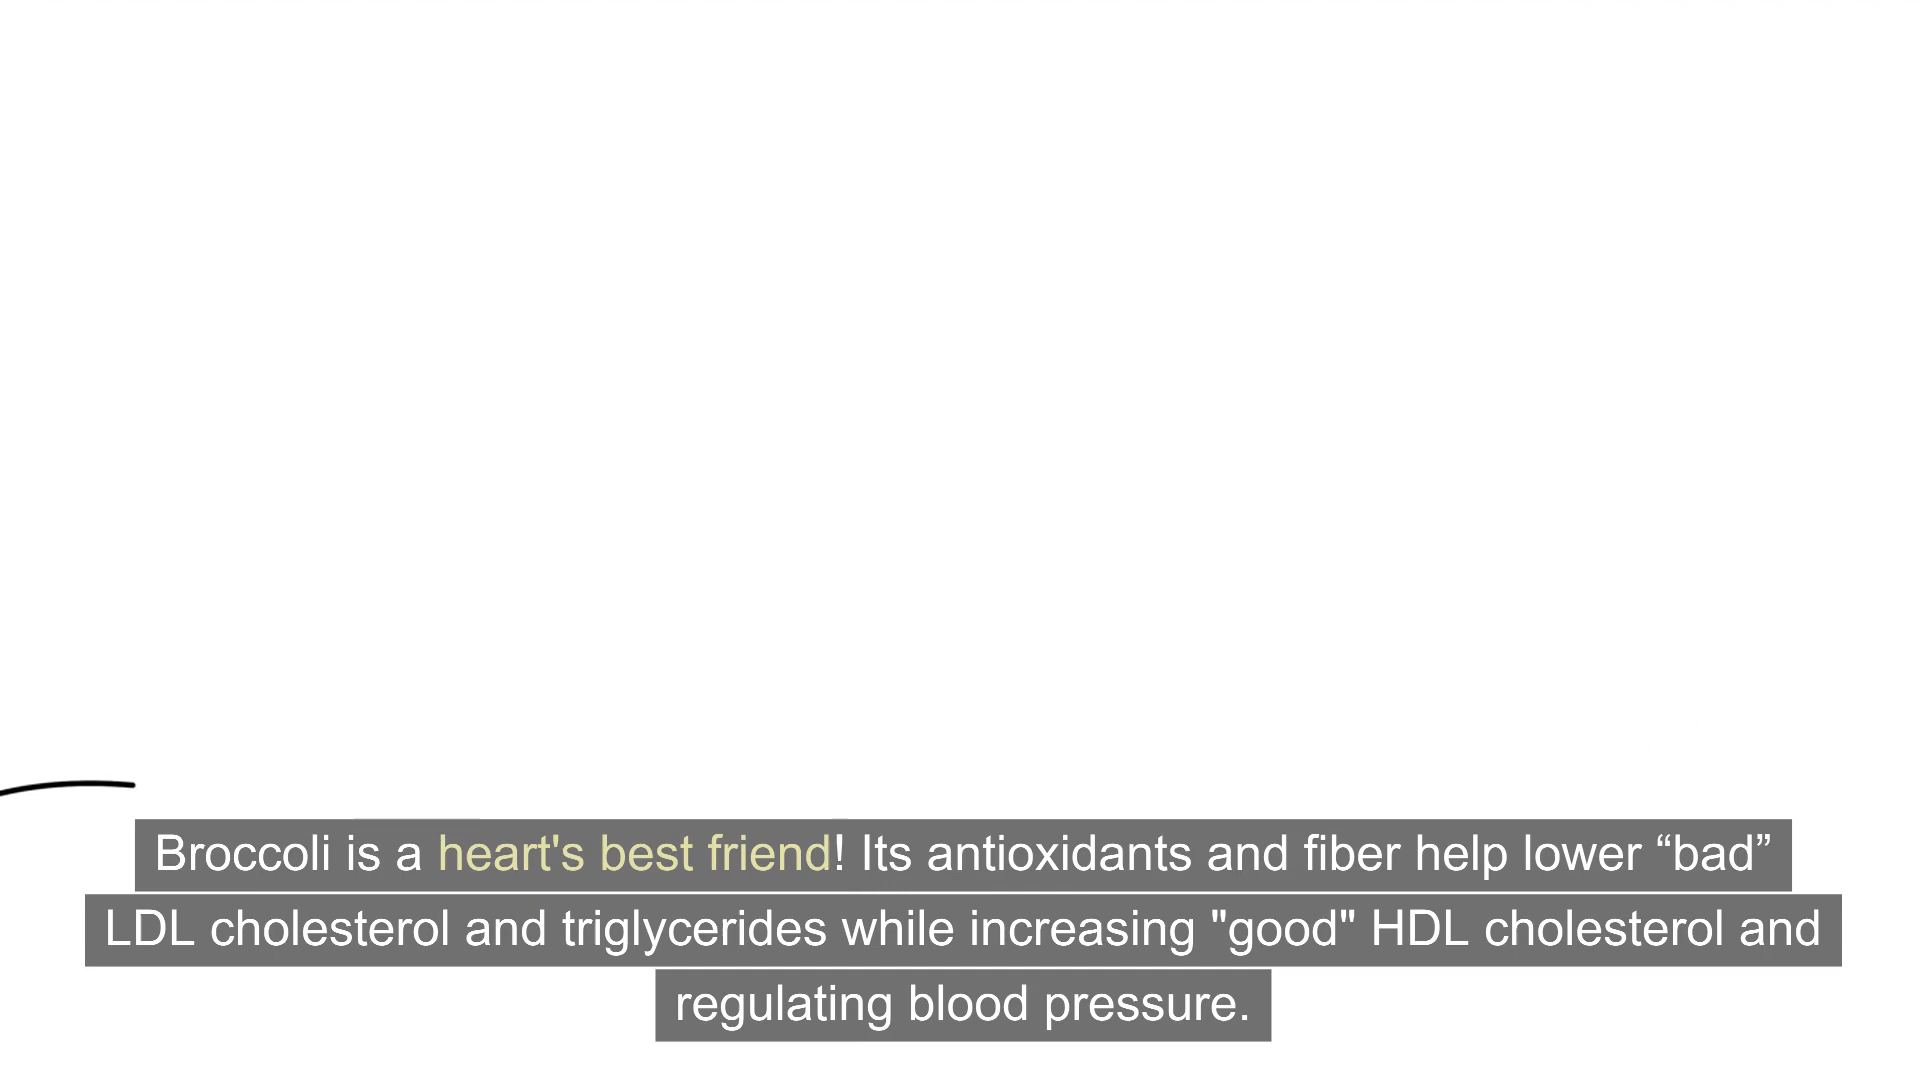 Broccoli is a heart's best friend! Its antioxidants and fiber help lower “bad”
LDL cholesterol and triglycerides while increasing "good" HDL cholesterol and
regulating blood pressure.